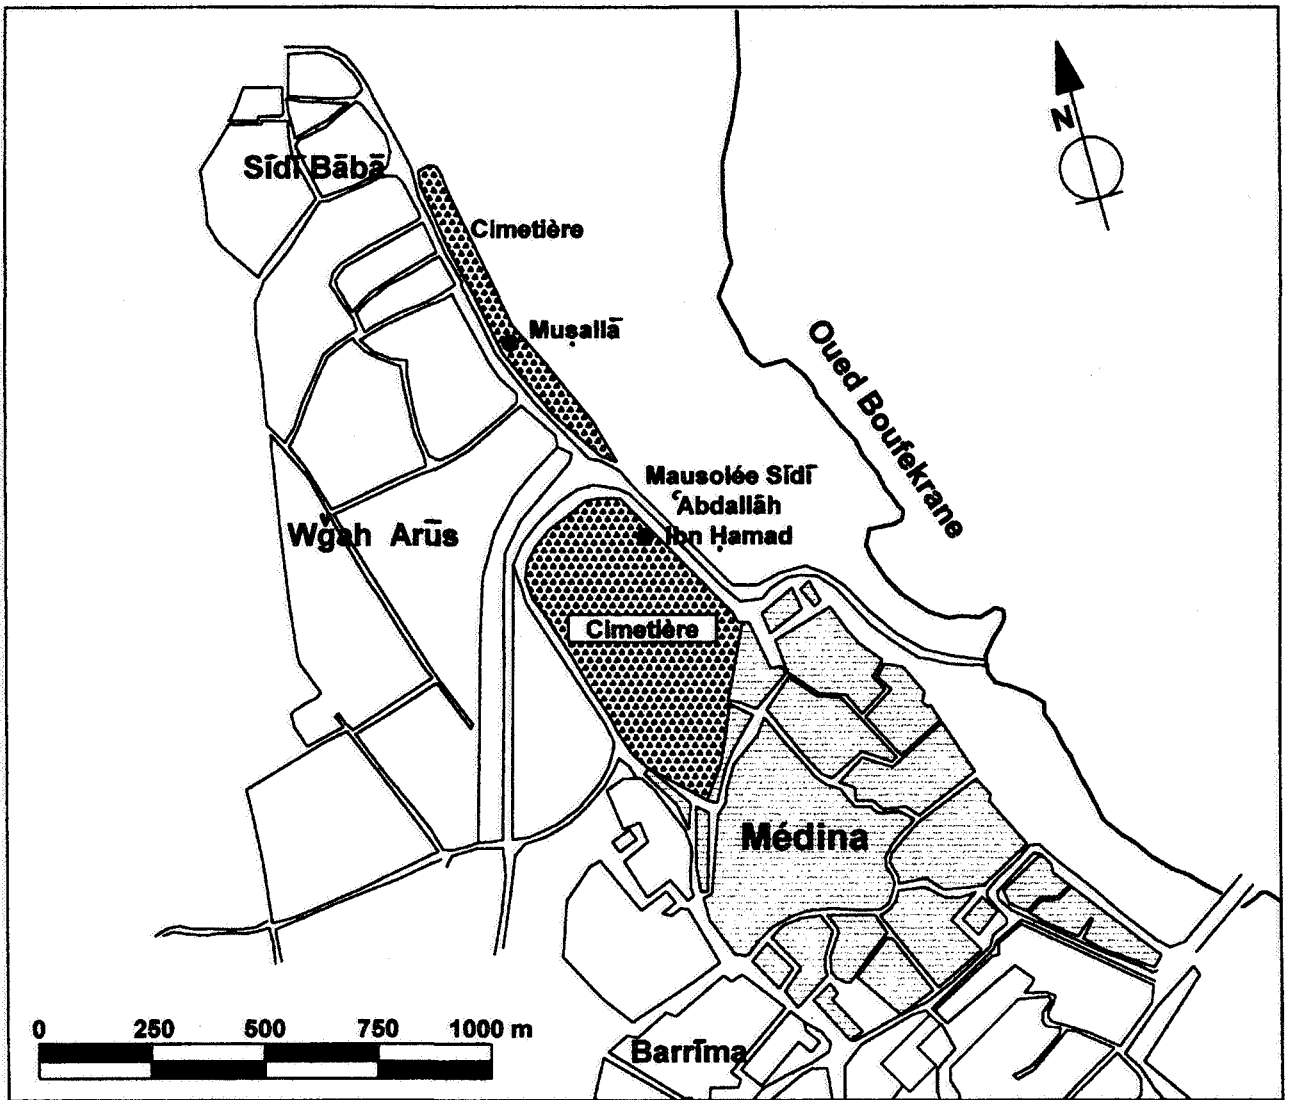 N
Sīdī Bābā
Cimetière
Muṣallā
Oued Boufekrane
Mausolée Sīdī
ʿAbdallāh
Ibn Ḥamad
Wǧah Arūs
Cimetière
Médina
0 250 500 750 1000 m
Barrīma